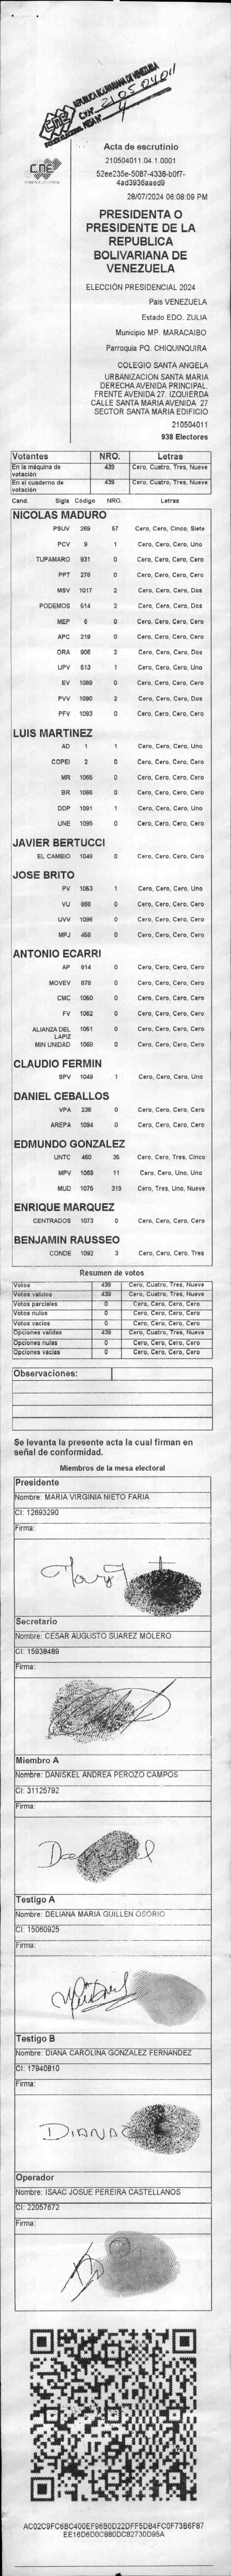 REPUBLICA BOLIVARIANA DE VENEZUELA
CV Nº 210504011
MESA Nº 1
PODER ELECTORAL
CNE
Acta de escrutinio
210504011.04.1.0001
52ee235e-5087-4338-b0f7-
4ad3936aaed9
28/07/2024 06:08:09 PM
PRESIDENTA O
PRESIDENTE DE LA
REPUBLICA
BOLIVARIANA DE
VENEZUELA
ELECCIÓN PRESIDENCIAL 2024
Pais VENEZUELA
Estado EDO. ZULIA
Municipio MP. MARACAIBO
Parroquia PQ. CHIQUINQUIRA
COLEGIO SANTA ANGELA
URBANIZACION SANTA MARIA
DERECHA AVENIDA PRINCIPAL.
FRENTE AVENIDA 27. IZQUIERDA
CALLE SANTA MARIA AVENIDA 27
SECTOR SANTA MARIA EDIFICIO
210504011
938 Electores
Votantes NRO. Letras
En la máquina de votación 439 Cero, Cuatro, Tres, Nueve
En el cuaderno de votación 439 Cero, Cuatro, Tres, Nueve
Cand. Sigla Código NRO. Letras
NICOLAS MADURO
PSUV 269 57 Cero, Cero, Cinco, Siete
PCV 9 1 Cero, Cero, Cero, Uno
TUPAMARO 931 0 Cero, Cero, Cero, Cero
PPT 276 0 Cero, Cero, Cero, Cero
MSV 1017 2 Cero, Cero, Cero, Dos
PODEMOS 514 2 Cero, Cero, Cero, Dos
MEP 6 0 Cero, Cero, Cero, Cero
APC 219 0 Cero, Cero, Cero, Cero
ORA 906 2 Cero, Cero, Cero, Dos
UPV 513 1 Cero, Cero, Cero, Uno
EV 1089 0 Cero, Cero, Cero, Cero
PVV 1090 2 Cero, Cero, Cero, Dos
PFV 1093 0 Cero, Cero, Cero, Cero
LUIS MARTINEZ
AD 1 1 Cero, Cero, Cero, Uno
COPEI 2 0 Cero, Cero, Cero, Cero
MR 1065 0 Cero, Cero, Cero, Cero
BR 1066 0 Cero, Cero, Cero, Cero
DDP 1091 1 Cero, Cero, Cero, Uno
UNE 1095 0 Cero, Cero, Cero, Cero
JAVIER BERTUCCI
EL CAMBIO 1048 0 Cero, Cero, Cero, Cero
JOSE BRITO
PV 1053 1 Cero, Cero, Cero, Uno
VU 868 0 Cero, Cero, Cero, Cero
UVV 1096 0 Cero, Cero, Cero, Cero
MPJ 458 0 Cero, Cero, Cero, Cero
ANTONIO ECARRI
AP 814 0 Cero, Cero, Cero, Cero
MOVEV 878 0 Cero, Cero, Cero, Cero
CMC 1050 0 Cero, Cero, Cero, Cero
FV 1062 0 Cero, Cero, Cero, Cero
ALIANZA DEL LAPIZ 1051 0 Cero, Cero, Cero, Cero
MIN UNIDAD 1068 0 Cero, Cero, Cero, Cero
CLAUDIO FERMIN
SPV 1049 1 Cero, Cero, Cero, Uno
DANIEL CEBALLOS
VPA 236 0 Cero, Cero, Cero, Cero
AREPA 1094 0 Cero, Cero, Cero, Cero
EDMUNDO GONZALEZ
UNTC 460 35 Cero, Cero, Tres, Cinco
MPV 1069 11 Cero, Cero, Uno, Uno
MUD 1075 319 Cero, Tres, Uno, Nueve
ENRIQUE MARQUEZ
CENTRADOS 1073 0 Cero, Cero, Cero, Cero
BENJAMIN RAUSSEO
CONDE 1092 3 Cero, Cero, Cero, Tres
Resumen de votos
Votos 439 Cero, Cuatro, Tres, Nueve
Votos validos 439 Cero, Cuatro, Tres, Nueve
Votos parciales 0 Cero, Cero, Cero, Cero
Votos nulos 0 Cero, Cero, Cero, Cero
Votos vacios 0 Cero, Cero, Cero, Cero
Opciones validas 439 Cero, Cuatro, Tres, Nueve
Opciones nulas 0 Cero, Cero, Cero, Cero
Opciones vacias 0 Cero, Cero, Cero, Cero
Observaciones:
Se levanta la presente acta la cual firman en
señal de conformidad.
Miembros de la mesa electoral
Presidente
Nombre: MARIA VIRGINIA NIETO FARIA
CI: 12693290
Firma:
Secretario
Nombre: CESAR AUGUSTO SUAREZ MOLERO
CI: 15938489
Firma:
Miembro A
Nombre: DANISKEL ANDREA PEROZO CAMPOS
CI: 31125792
Firma:
Testigo A
Nombre: DELIANA MARIA GUILLEN OSORIO
CI: 15060925
Firma:
Testigo B
Nombre: DIANA CAROLINA GONZALEZ FERNANDEZ
CI: 17940810
Firma:
DIANA
Operador
Nombre: ISAAC JOSUE PEREIRA CASTELLANOS
CI: 22057672
Firma:
AC02C9FC6BC400EF96B0D22DFF5DB4FC0F73B6F87
EE16D6D0C880DC82730D95A